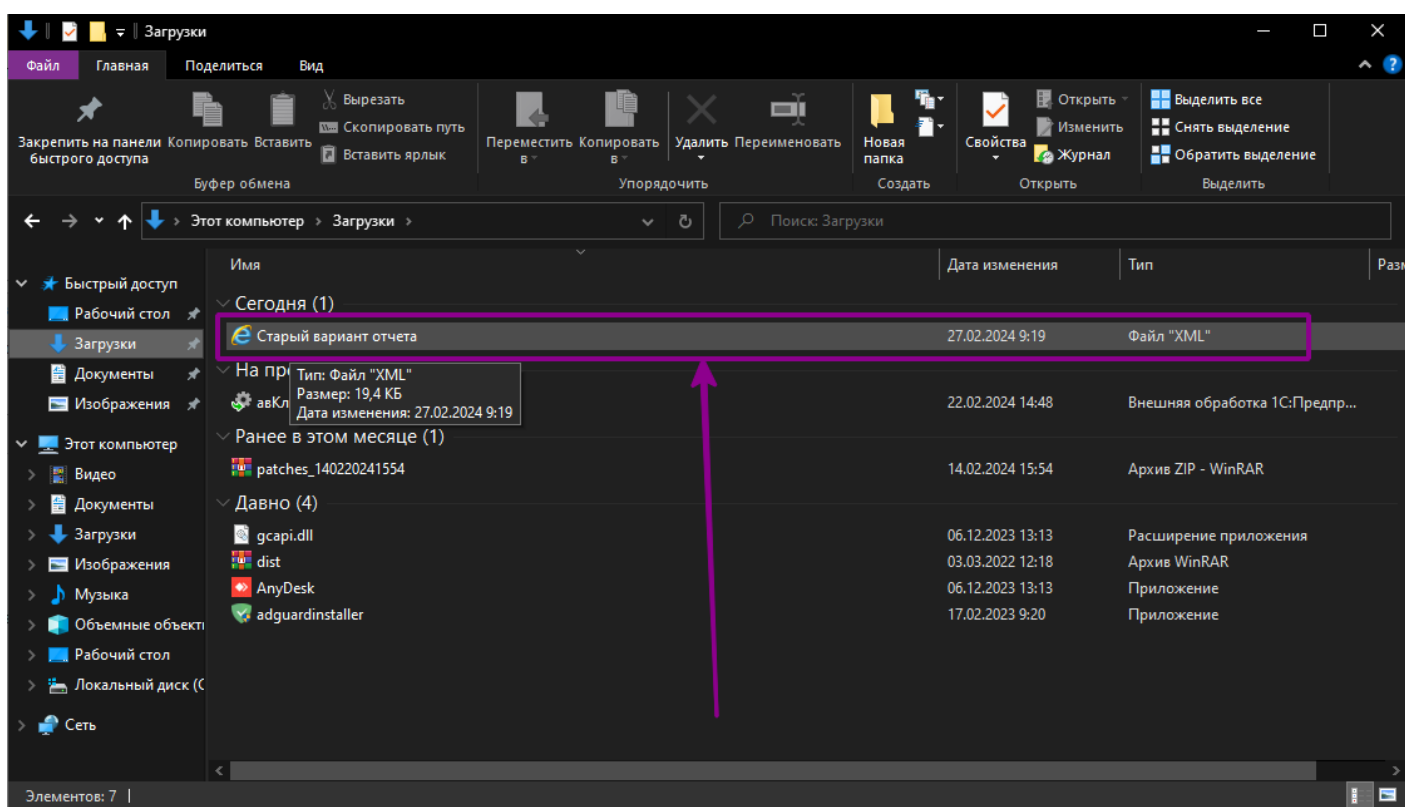 Загрузки
Файл Главная Поделиться Вид
Закрепить на панели быстрого доступа
Копировать
Вставить
Вырезать
Скопировать путь
Вставить ярлык
Буфер обмена
Переместить в
Копировать в
Удалить
Переименовать
Упорядочить
Новая папка
Создать
Свойства
Открыть
Изменить
Журнал
Открыть
Выделить все
Снять выделение
Обратить выделение
Выделить
Этот компьютер > Загрузки >
Поиск: Загрузки
Быстрый доступ
Рабочий стол
Загрузки
Документы
Изображения
Этот компьютер
Видео
Документы
Загрузки
Изображения
Музыка
Объемные объекты
Рабочий стол
Локальный диск (C
Сеть
Имя Дата изменения Тип Разм
Сегодня (1)
Старый вариант отчета 27.02.2024 9:19 Файл "XML"
На пр
Тип: Файл "XML"
Размер: 19,4 КБ
Дата изменения: 27.02.2024 9:19
авКл 22.02.2024 14:48 Внешняя обработка 1С:Предпр...
Ранее в этом месяце (1)
patches_140220241554 14.02.2024 15:54 Архив ZIP - WinRAR
Давно (4)
gcapi.dll 06.12.2023 13:13 Расширение приложения
dist 03.03.2022 12:18 Архив WinRAR
AnyDesk 06.12.2023 13:13 Приложение
adguardinstaller 17.02.2023 9:20 Приложение
Элементов: 7